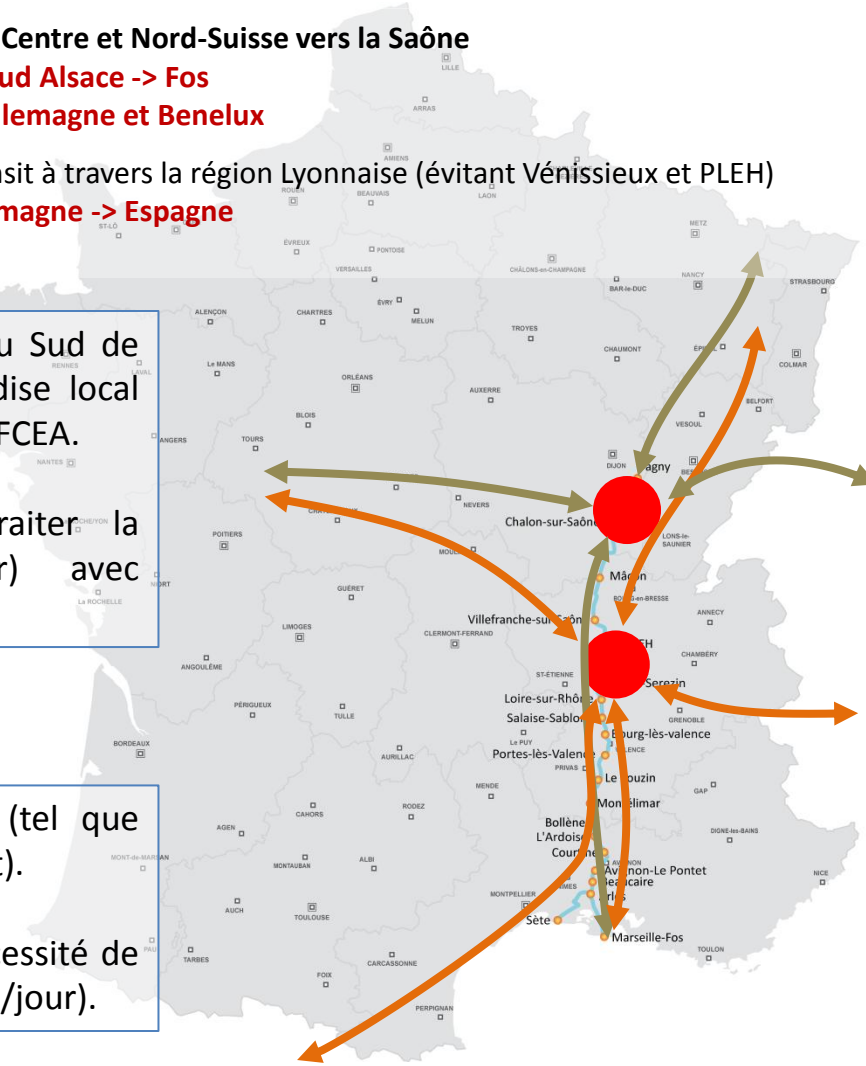 Centre et Nord-Suisse vers la Saône
ud Alsace -> Fos
llemagne et Benelux
sit à travers la région Lyonnaise (évitant Vénissieux et PLEH)
magne -> Espagne
u Sud de
dise local
FCEA.
raiter la
r) avec
(tel que
t).
cessité de
/jour).
LILLE
ARRAS
AMIENS
ROUEN
BEAUVAIS
LAON
ST-LÔ
METZ
ÉVREUX
PONTOISE
VERSAILLES
CHÂLONS-en-CHAMPAGNE
NANCY
STRASBOURG
BAR-le-DUC
ÉVRY
MELUN
ALENÇON
CHARTRES
TROYES
CHAUMONT
COLMAR
RENNES
LAVAL
Le MANS
ORLÉANS
AUXERRE
BELFORT
VESOUL
BLOIS
ANGERS
TOURS
DIJON
agny
NANTES
NEVERS
Chalon-sur-Saône
LONS-le-
SAUNIER
POITIERS
Mâcon
BOURG-en-BRESSE
NIORT
La ROCHELLE
GUÉRET
ANNECY
Villefranche-sur-Saône
LIMOGES
CLERMONT-FERRAND
EH
CHAMBÉRY
ANGOULÊME
ST-ÉTIENNE
Serezin
Loire-sur-Rhône
PÉRIGUEUX
TULLE
Salaise-Sablon
GRENOBLE
Le PUY
Bourg-lès-valence
VALENCE
BORDEAUX
AURILLAC
Portes-lès-Valence
PRIVAS
Le Pouzin
MENDE
GAP
Montélimar
CAHORS
RODEZ
Bollène
AGEN
L'Ardoise
DIGNE-les-BAINS
MONT-de-MARSAN
MONTAUBAN
ALBI
Courtine
AVIGNON
Avignon-Le Pontet
NICE
NIMES
Beaucaire
MONTPELLIER
Arles
AUCH
TOULOUSE
Sète
Marseille-Fos
PAU
TARBES
CARCASSONNE
TOULON
FOIX
PERPIGNAN